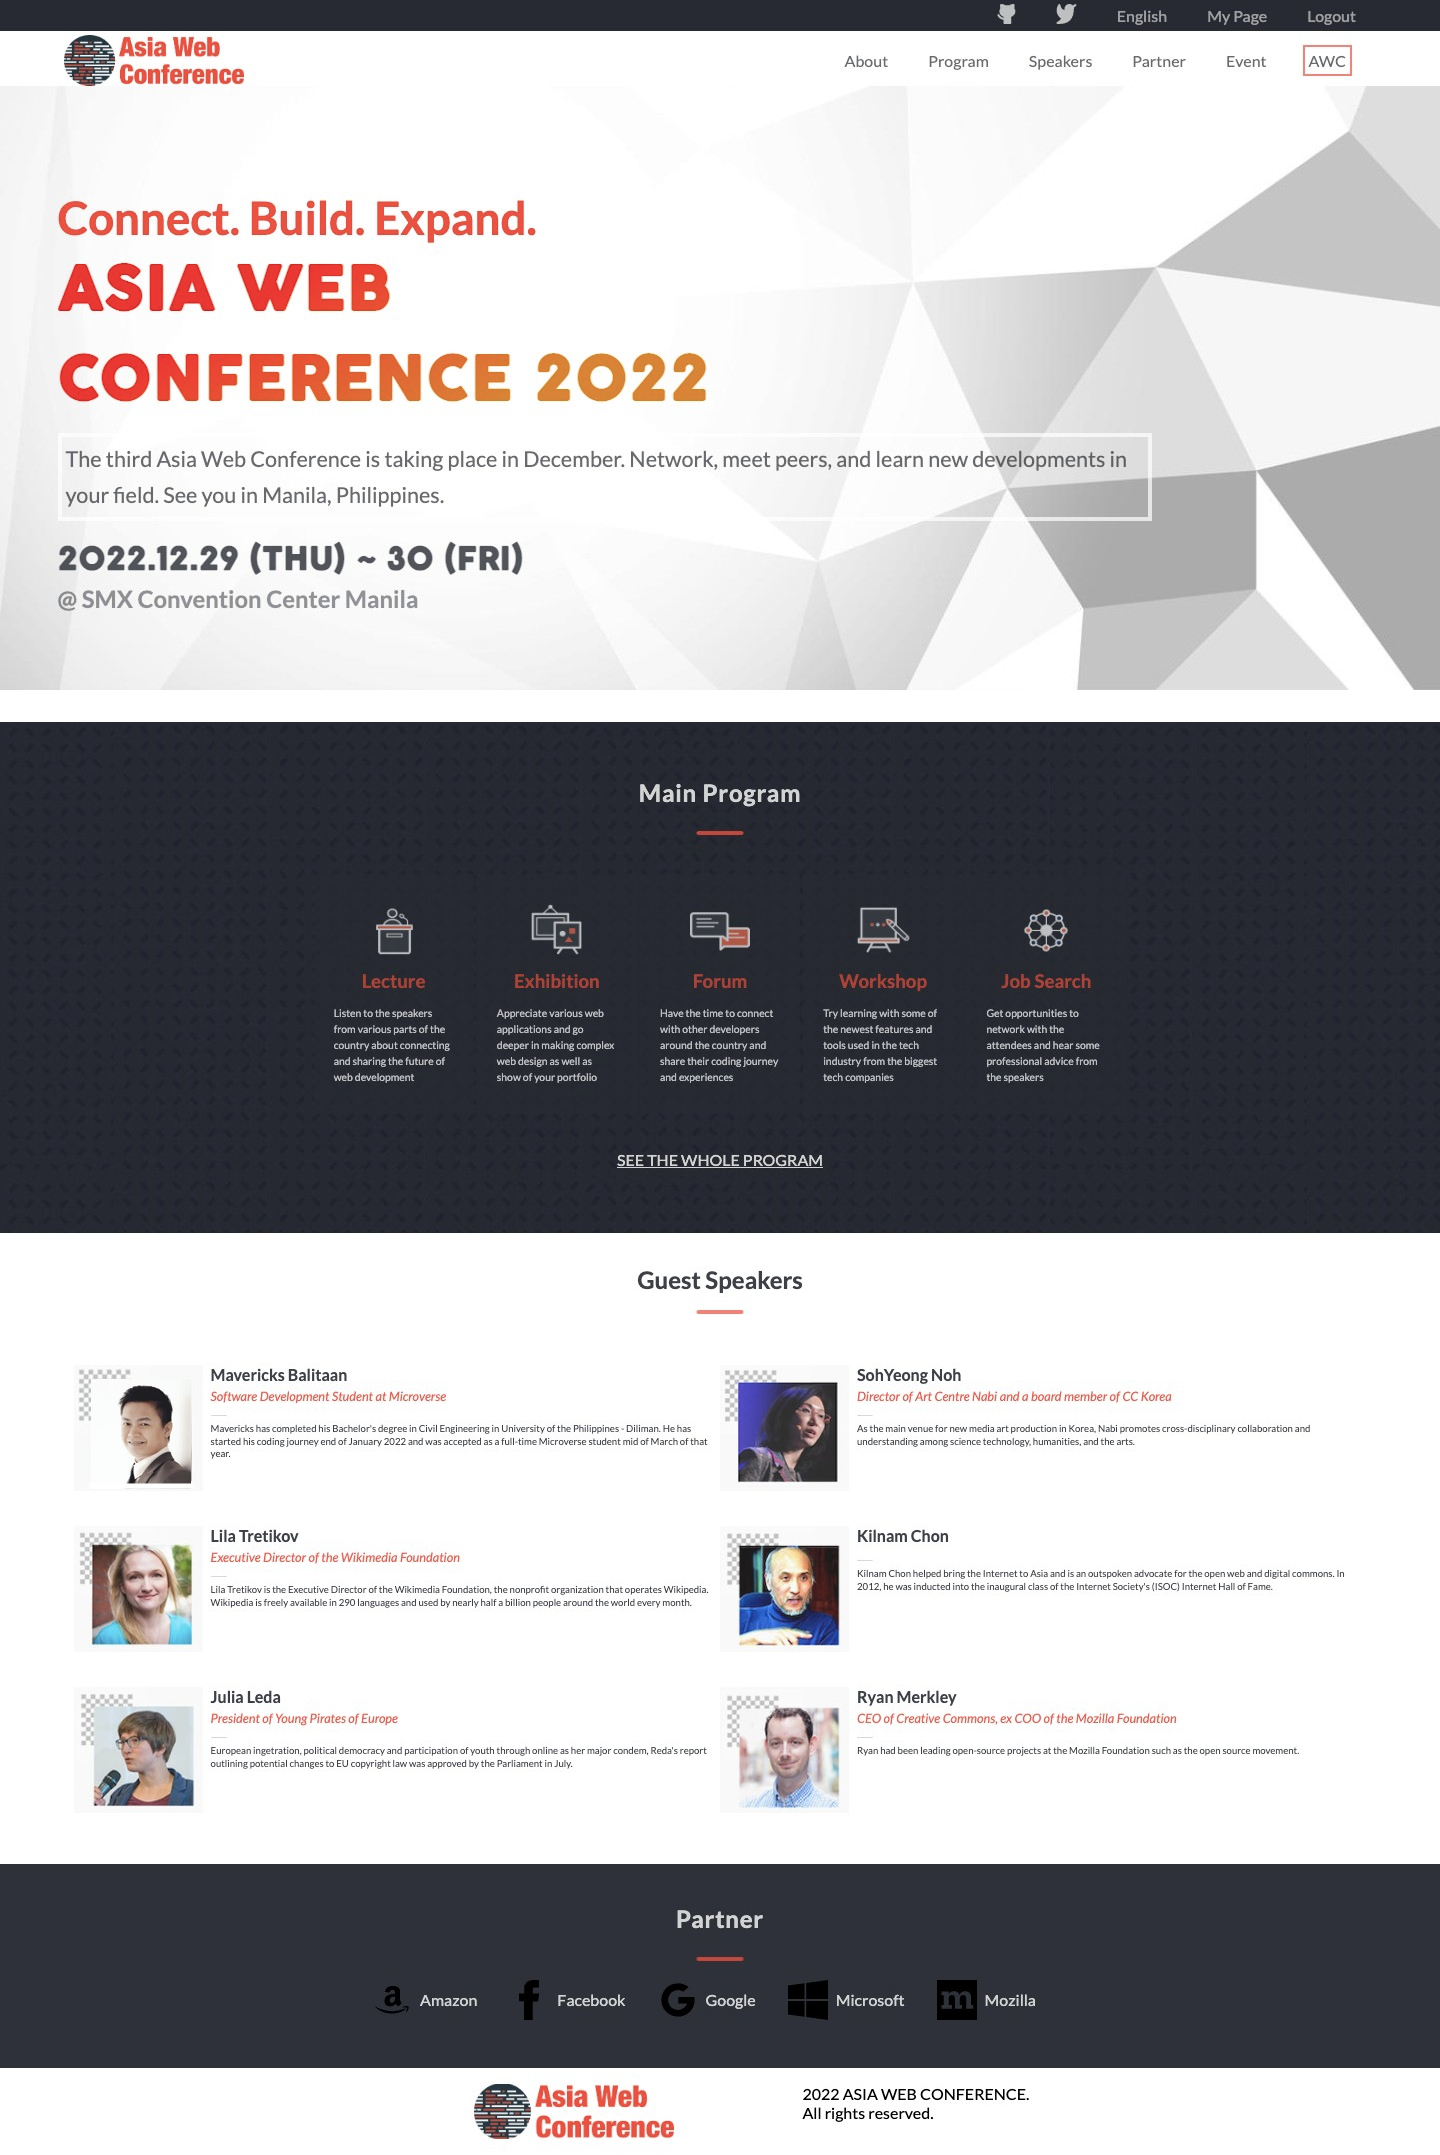 English My Page Logout
Asia Web
Conference
About Program Speakers Partner Event AWC
Connect. Build. Expand.
ASIA WEB
CONFERENCE 2022
The third Asia Web Conference is taking place in December. Network, meet peers, and learn new developments in
your field. See you in Manila, Philippines.
2022.12.29 (THU) ~ 30 (FRI)
@ SMX Convention Center Manila
Main Program
Lecture
Listen to the speakers
from various parts of the
country about connecting
and sharing the future of
web development
Exhibition
Appreciate various web
applications and go
deeper in making complex
web design as well as
show of your portfolio
Forum
Have the time to connect
with other developers
around the country and
share their coding journey
and experiences
Workshop
Try learning with some of
the newest features and
tools used in the tech
industry from the biggest
tech companies
Job Search
Get opportunities to
network with the
attendees and hear some
professional advice from
the speakers
SEE THE WHOLE PROGRAM
Guest Speakers
Mavericks Balitaan
Software Development Student at Microverse
Mavericks has completed his Bachelor's degree in Civil Engineering in University of the Philippines - Diliman. He has
started his coding journey end of January 2022 and was accepted as a full-time Microverse student mid of March of that
year.
SohYeong Noh
Director of Art Centre Nabi and a board member of CC Korea
As the main venue for new media art production in Korea, Nabi promotes cross-disciplinary collaboration and
understanding among science technology, humanities, and the arts.
Lila Tretikov
Executive Director of the Wikimedia Foundation
Lila Tretikov is the Executive Director of the Wikimedia Foundation, the nonprofit organization that operates Wikipedia.
Wikipedia is freely available in 290 languages and used by nearly half a billion people around the world every month.
Kilnam Chon
Kilnam Chon helped bring the Internet to Asia and is an outspoken advocate for the open web and digital commons. In
2012, he was inducted into the inaugural class of the Internet Society's (ISOC) Internet Hall of Fame.
Julia Leda
President of Young Pirates of Europe
European ingetration, political democracy and participation of youth through online as her major condem, Reda's report
outlining potential changes to EU copyright law was approved by the Parliament in July.
Ryan Merkley
CEO of Creative Commons, ex COO of the Mozilla Foundation
Ryan had been leading open-source projects at the Mozilla Foundation such as the open source movement.
Partner
Amazon Facebook Google Microsoft Mozilla
Asia Web
Conference
2022 ASIA WEB CONFERENCE.
All rights reserved.